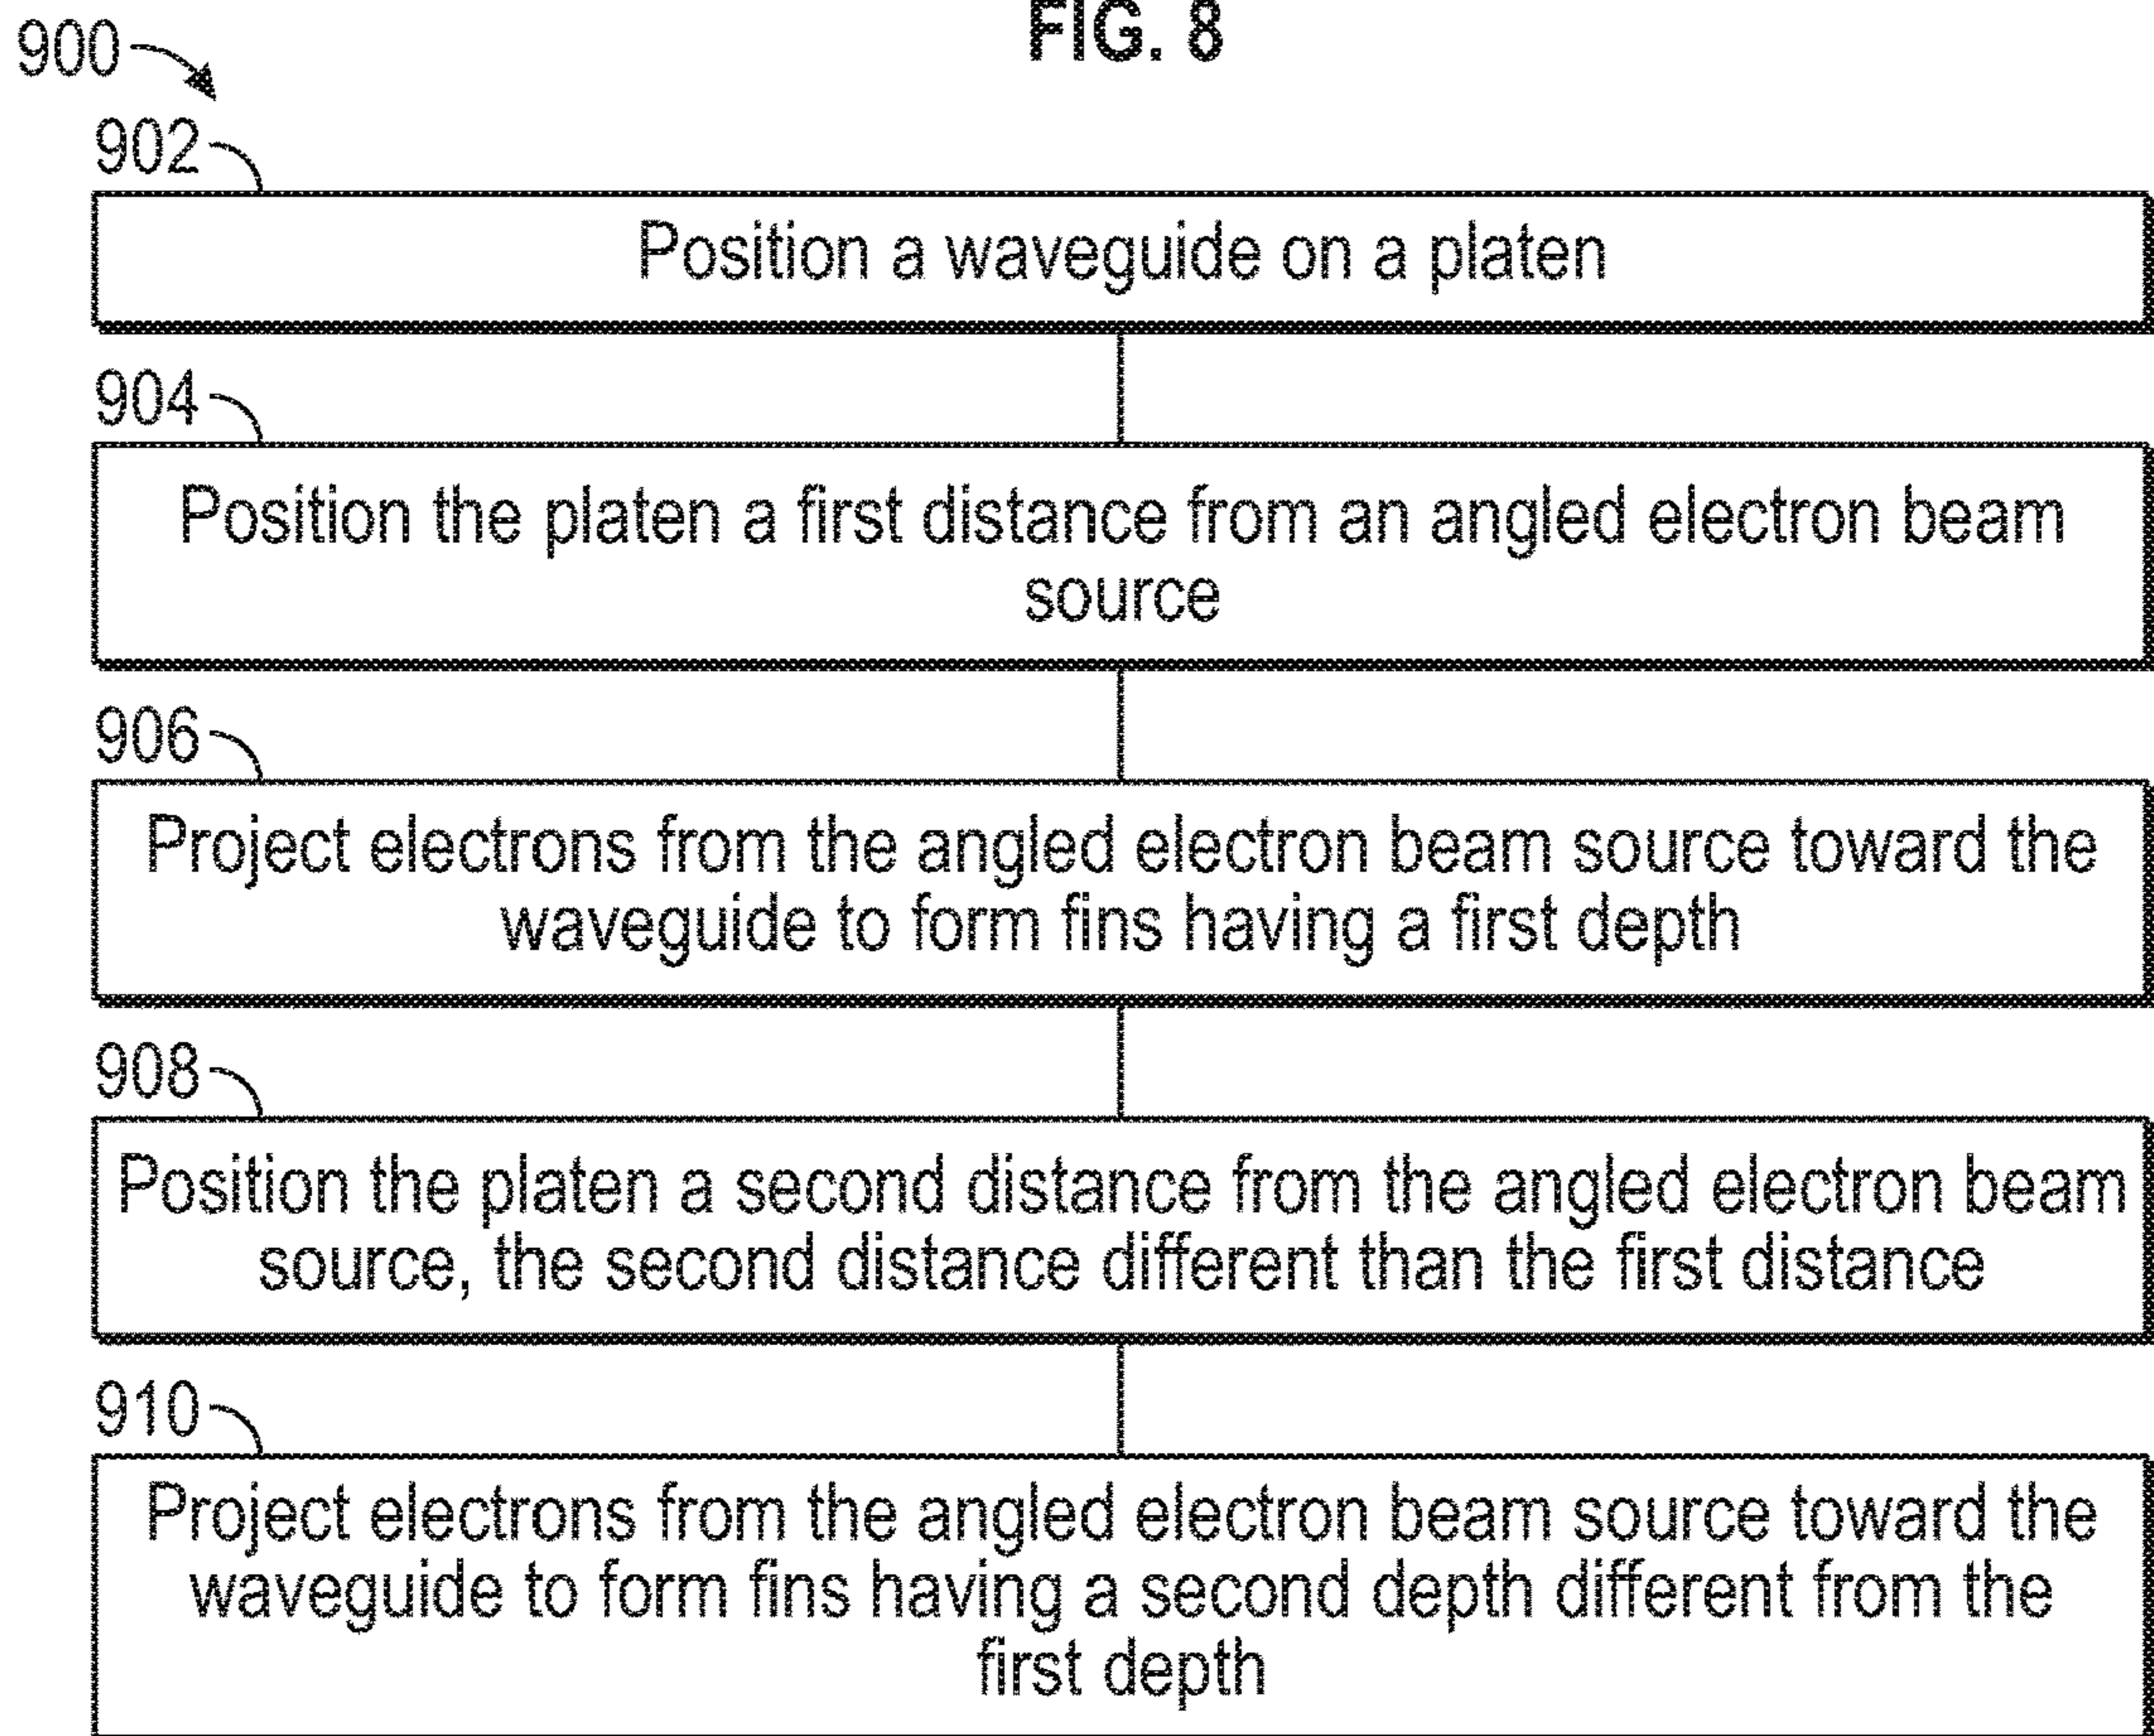 FIG. 8
900
902
Position a waveguide on a platen
904
Position the platen a first distance from an angled electron beam
source
906
Project electrons from the angled electron beam source toward the
waveguide to form fins having a first depth
908
Position the platen a second distance from the angled electron beam
source, the second distance different than the first distance
910
Project electrons from the angled electron beam source toward the
waveguide to form fins having a second depth different from the
first depth